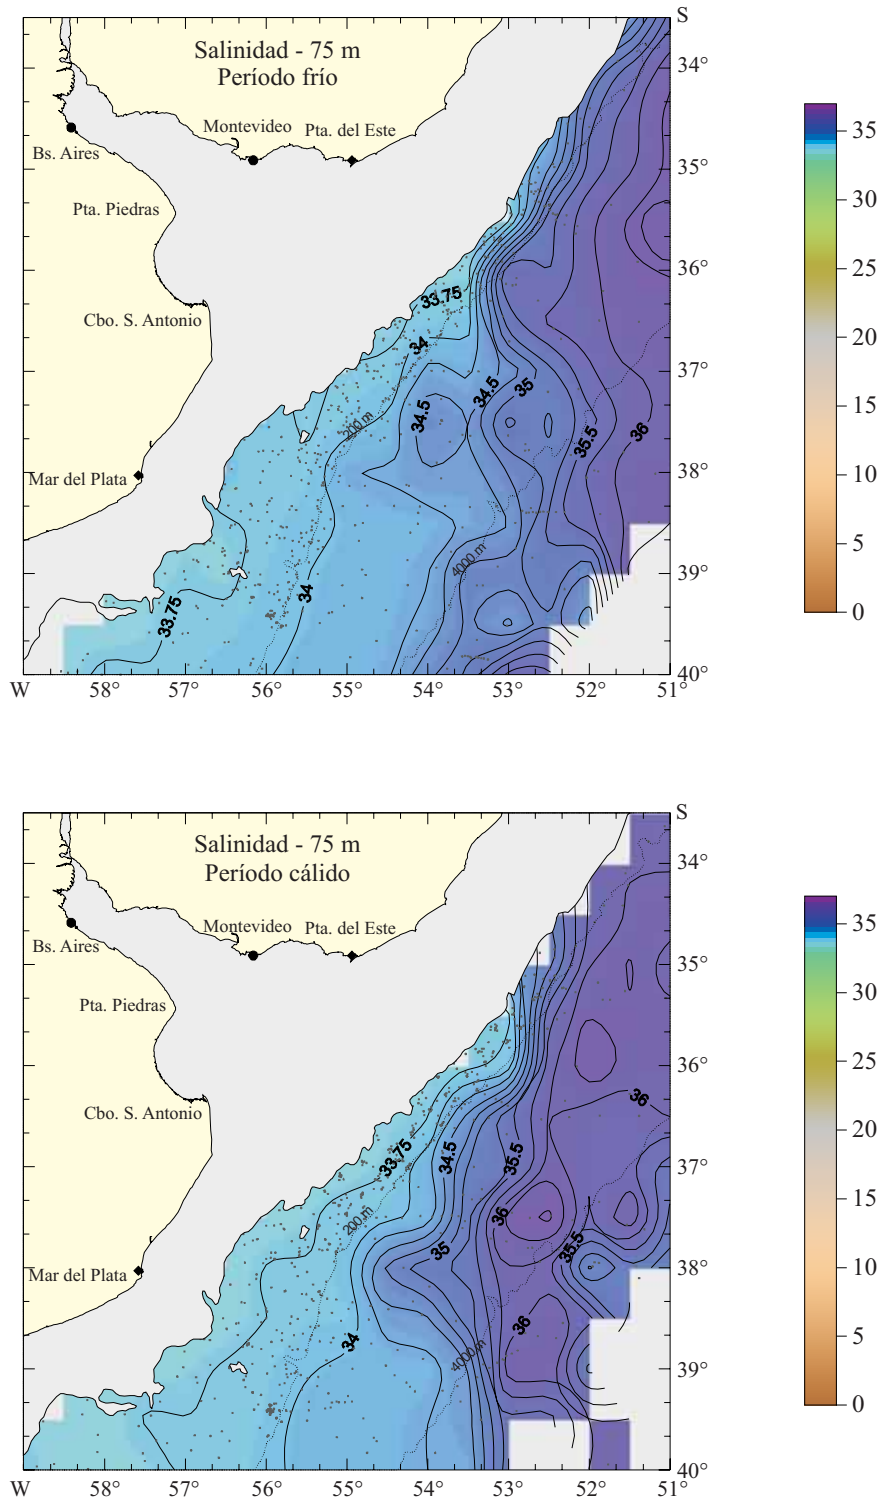 S
Salinidad - 75 m
Período frío
34°
Montevideo
Pta. del Este
Bs. Aires
35°
Pta. Piedras
36°
33.75
Cbo. S. Antonio
34
37°
34.5
35
34.5
200 m
35.5
36
38°
Mar del Plata
4000 m
39°
34
33.75
40°
W
58°
57°
56°
55°
54°
53°
52°
51°
35
30
25
20
15
10
5
0
S
Salinidad - 75 m
Período cálido
34°
Montevideo
Pta. del Este
Bs. Aires
35°
Pta. Piedras
36°
36
Cbo. S. Antonio
33.75
34.5
35.5
37°
36
200 m
35
35.5
38°
Mar del Plata
36
34
4000 m
39°
40°
W
58°
57°
56°
55°
54°
53°
52°
51°
35
30
25
20
15
10
5
0